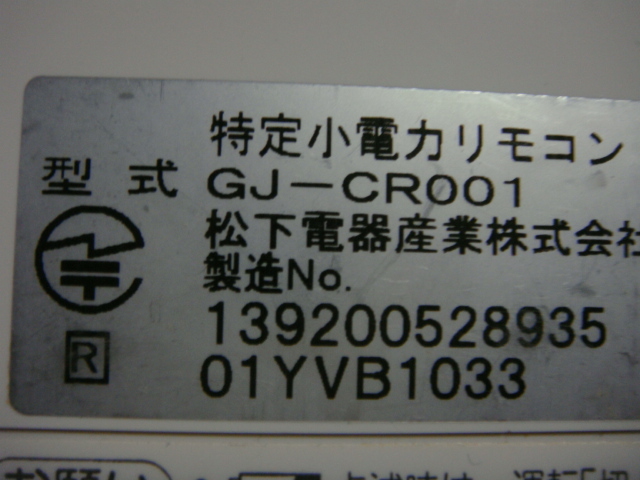 特定小電力リモコン
型式 GJ-CR001
松下電器産業株式会社
製造No.
139200528935
R 01YVB1033